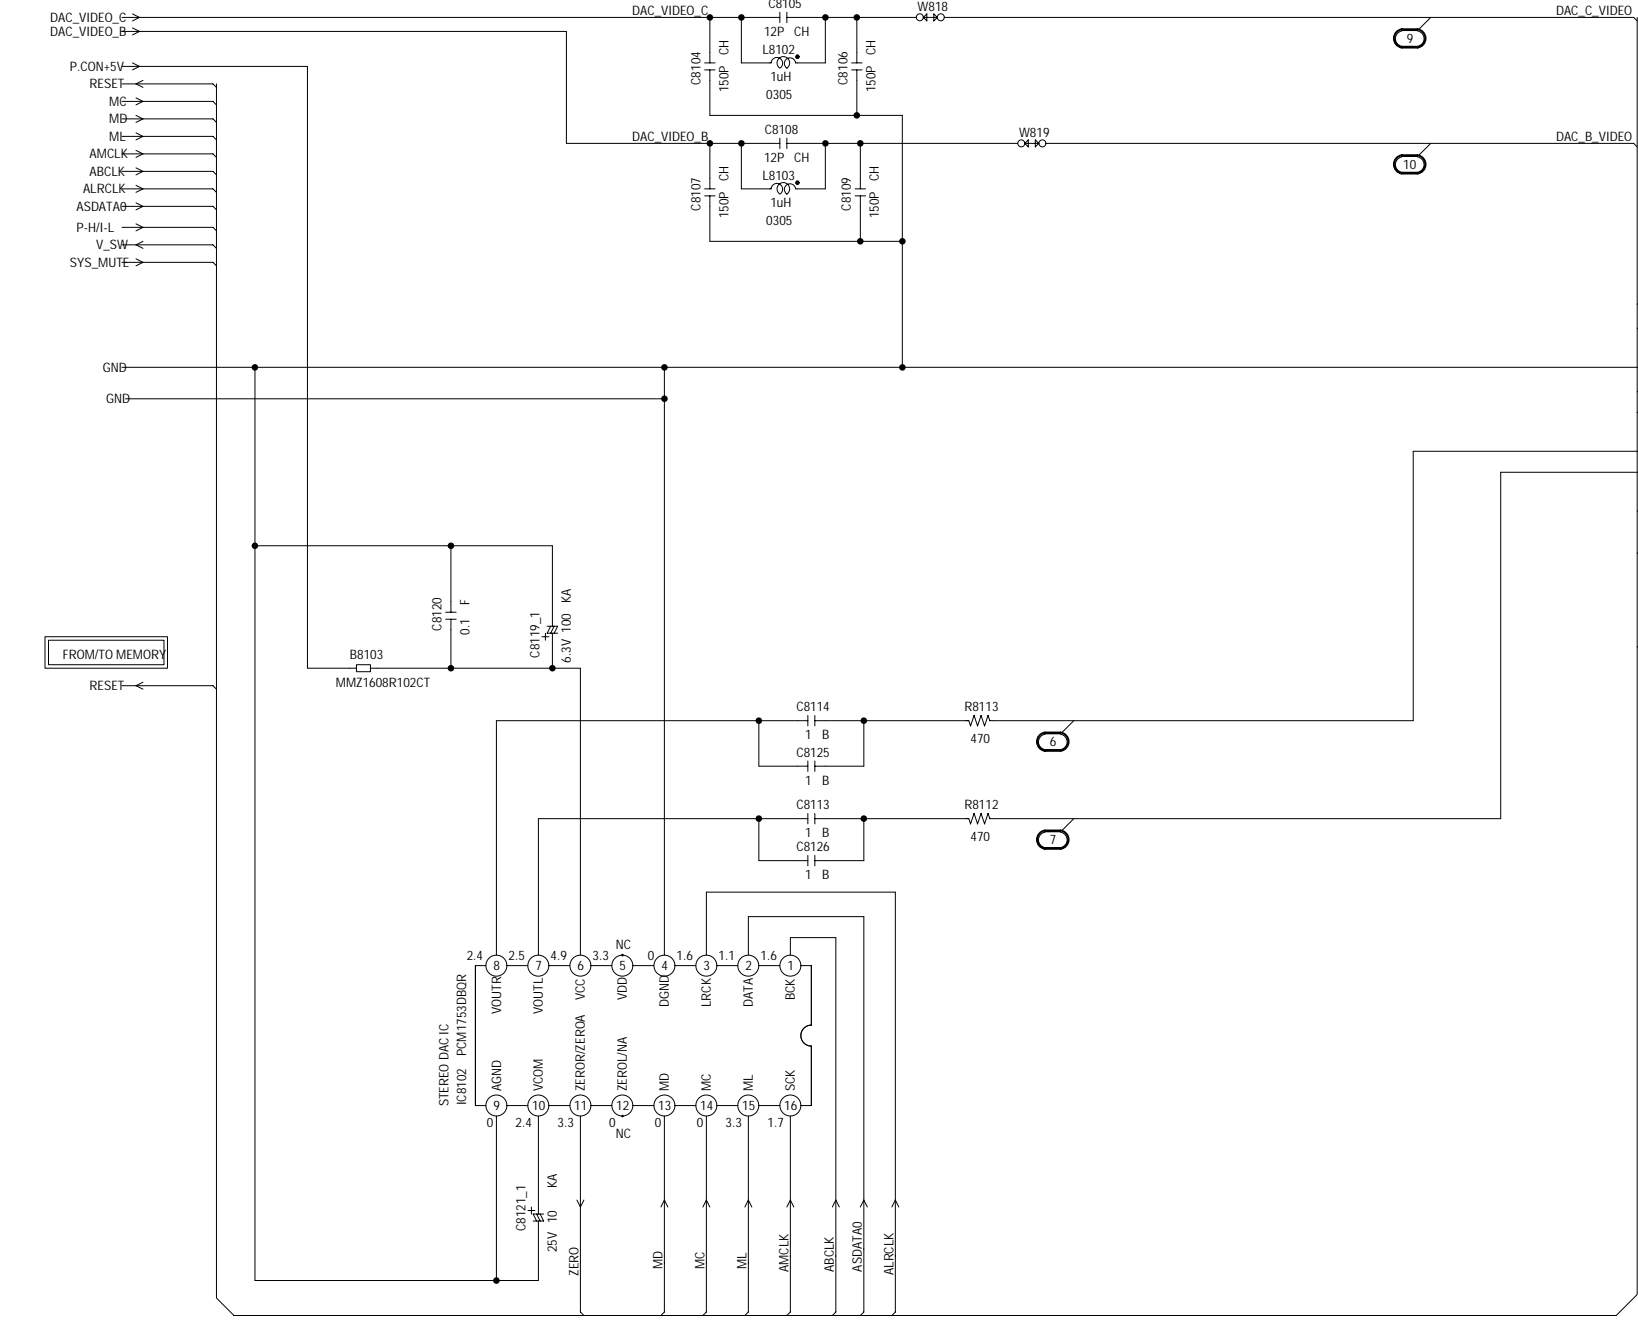 C8105
W818
DAC_VIDEO_C
DAC_VIDEO_C
DAC_C_VIDEO
DAC_VIDEO_B
12P CH
9
C8104
150P CH
L8102
1uH
0305
C8106
150P CH
P.CON+5V
RESET
MC
MD
ML
AMCLK
ABCLK
ALRCLK
ASDATA0
P-H/I-L
V_SW
SYS_MUTE
C8108
W819
DAC_VIDEO_B
DAC_B_VIDEO
12P CH
10
C8107
150P CH
L8103
1uH
0305
C8109
150P CH
GND
GND
C8120
0.1 F
C8119_1
6.3V 100 KA
FROM/TO MEMORY
B8103
MMZ1608R102CT
RESET
C8114
R8113
1 B
470
6
C8125
1 B
C8113
R8112
1 B
470
7
C8126
1 B
NC
2.4 2.5 4.9 3.3 0 1.6 1.1 1.6
8 7 6 5 4 3 2 1
VOUTR
VOUTL
VCC
VDD
DGND
LRCK
DATA
BCK
STEREO DAC IC
IC8102 PCM1753DBQR
AGND
VCOM
ZEROR/ZEROA
ZEROL/NA
MD
MC
ML
SCK
9 10 11 12 13 14 15 16
0 2.4 3.3 0 0 0 3.3 1.7
NC
C8121_1
25V 10 KA
ZERO
MD
MC
ML
AMCLK
ABCLK
ASDATA0
ALRCLK